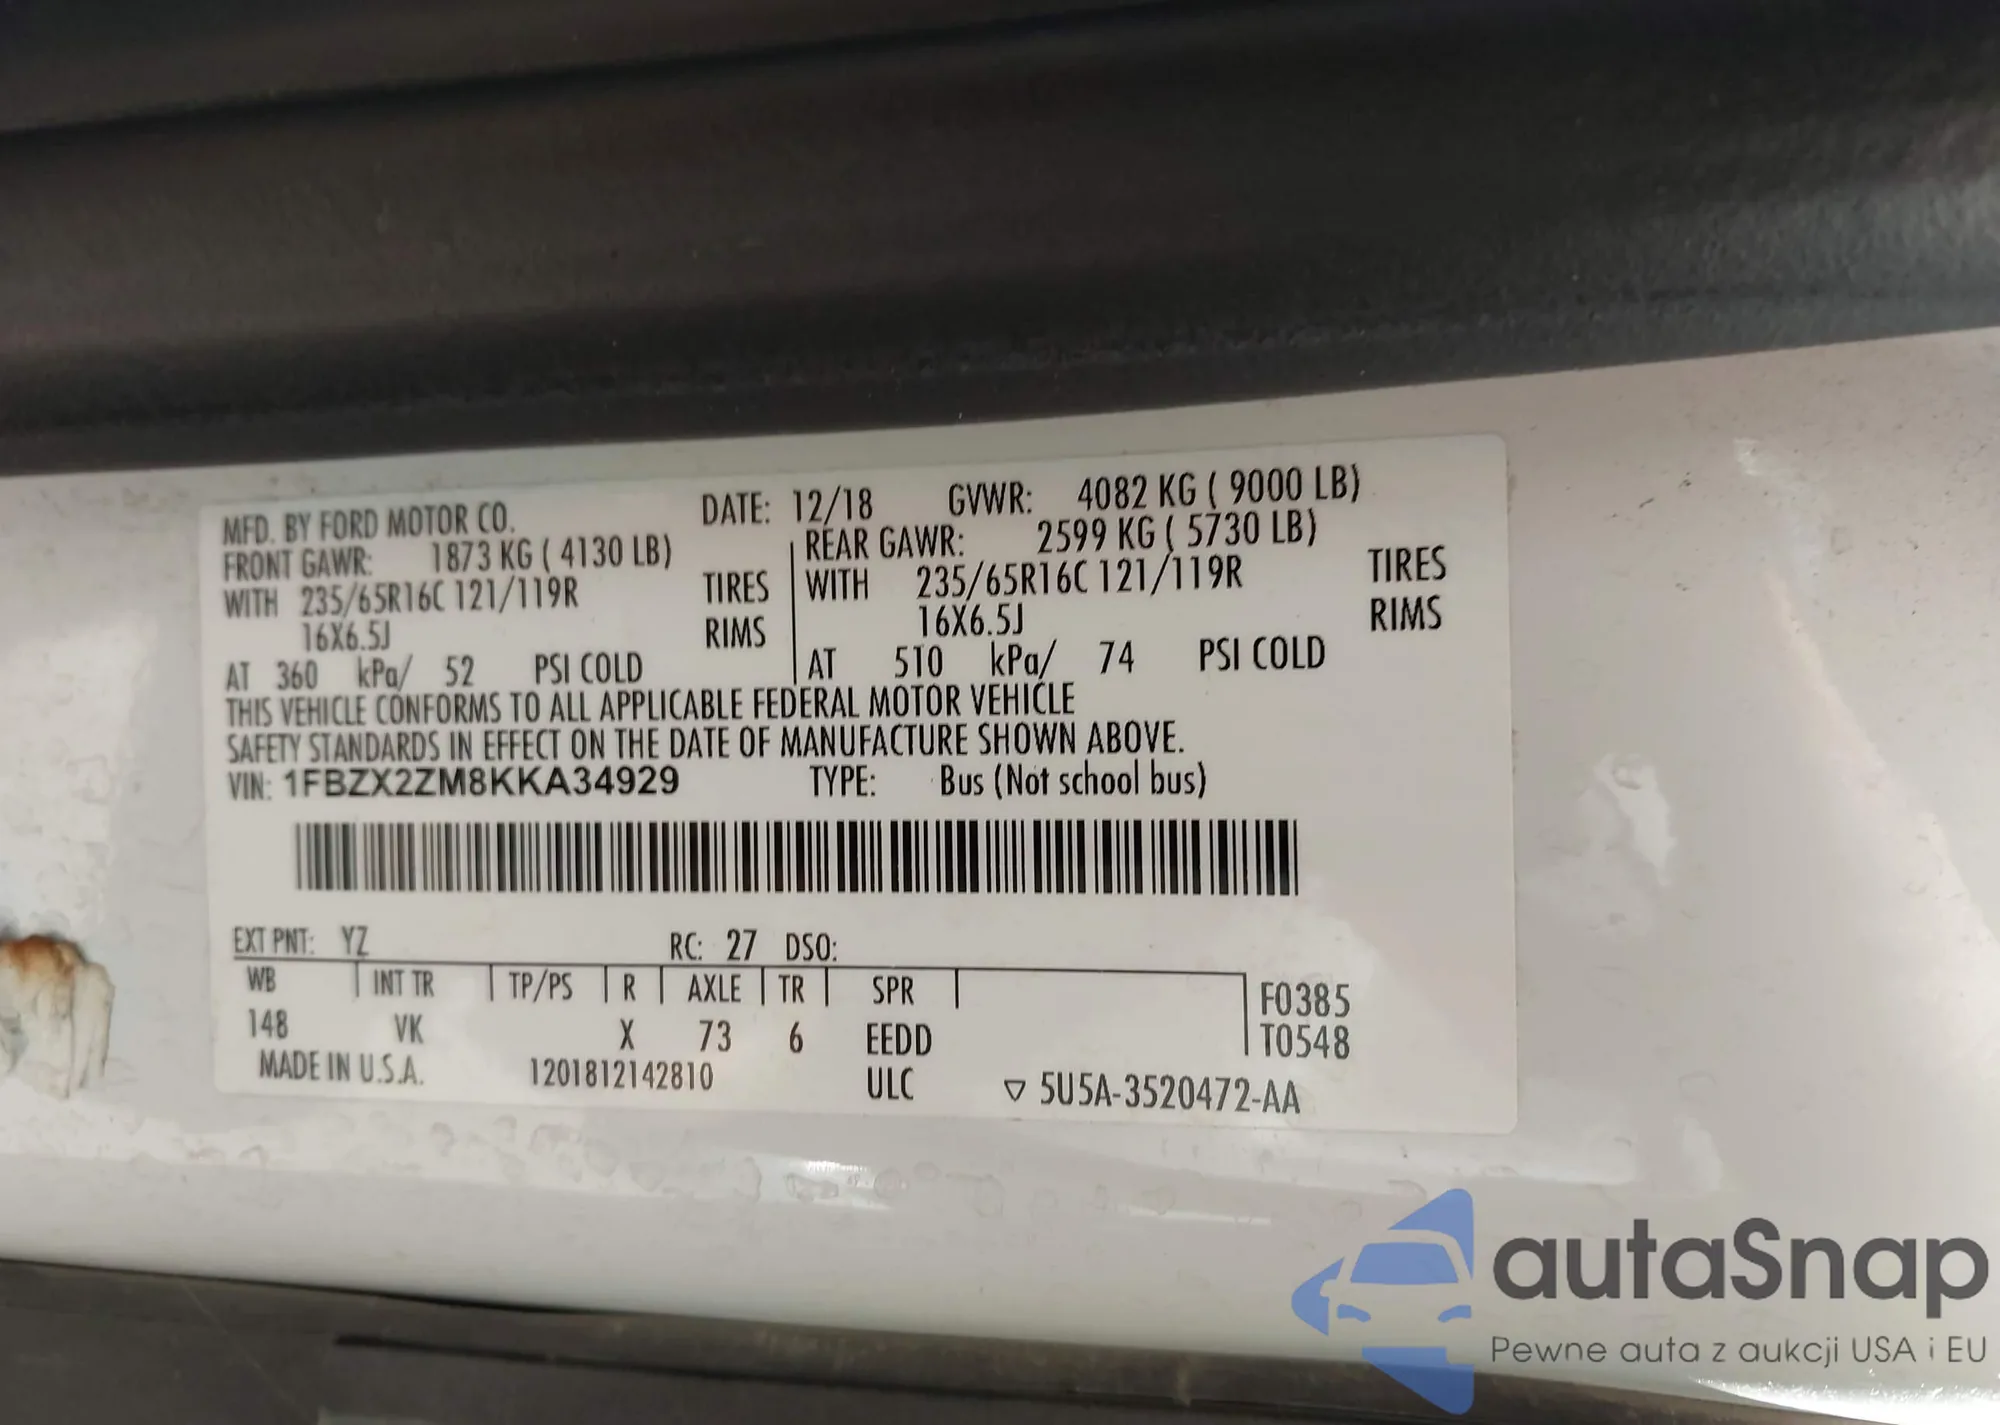 MFD. BY FORD MOTOR CO. DATE: 12/18 GVWR: 4082 KG ( 9000 LB)
FRONT GAWR: 1873 KG ( 4130 LB) REAR GAWR: 2599 KG ( 5730 LB)
WITH 235/65R16C 121/119R TIRES WITH 235/65R16C 121/119R TIRES
16X6.5J RIMS 16X6.5J RIMS
AT 360 kPa/ 52 PSI COLD AT 510 kPa/ 74 PSI COLD
THIS VEHICLE CONFORMS TO ALL APPLICABLE FEDERAL MOTOR VEHICLE
SAFETY STANDARDS IN EFFECT ON THE DATE OF MANUFACTURE SHOWN ABOVE.
VIN: 1FBZX2ZM8KKA34929 TYPE: Bus (Not school bus)
EXT PNT: YZ RC: 27 DSO:
WB INT TR TP/PS R AXLE TR SPR F0385
148 VK X 73 6 EEDD T0548
MADE IN U.S.A. 1201812142810 ULC ▽ 5U5A-3520472-AA
autaSnap
Pewne auta z aukcji USA i EU